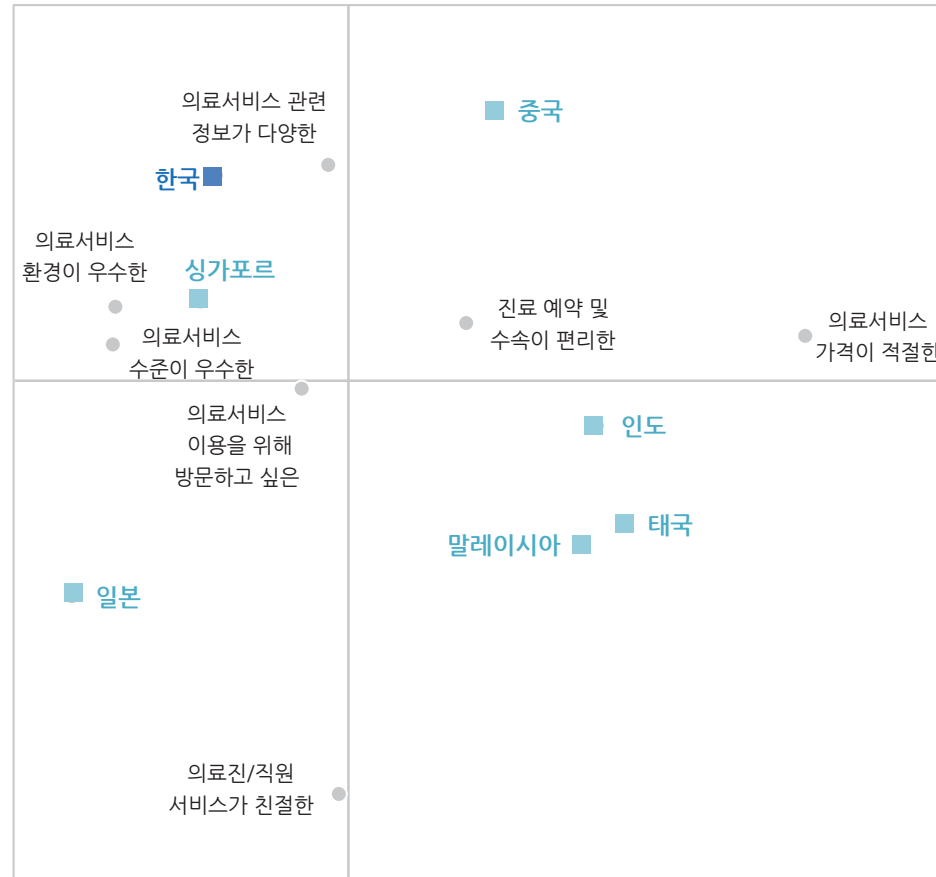 의료서비스 관련
정보가 다양한
중국
한국
의료서비스
환경이 우수한
싱가포르
의료서비스
수준이 우수한
진료 예약 및
수속이 편리한
의료서비스
가격이 적절한
의료서비스
이용을 위해
방문하고 싶은
인도
태국
말레이시아
일본
의료진/직원
서비스가 친절한